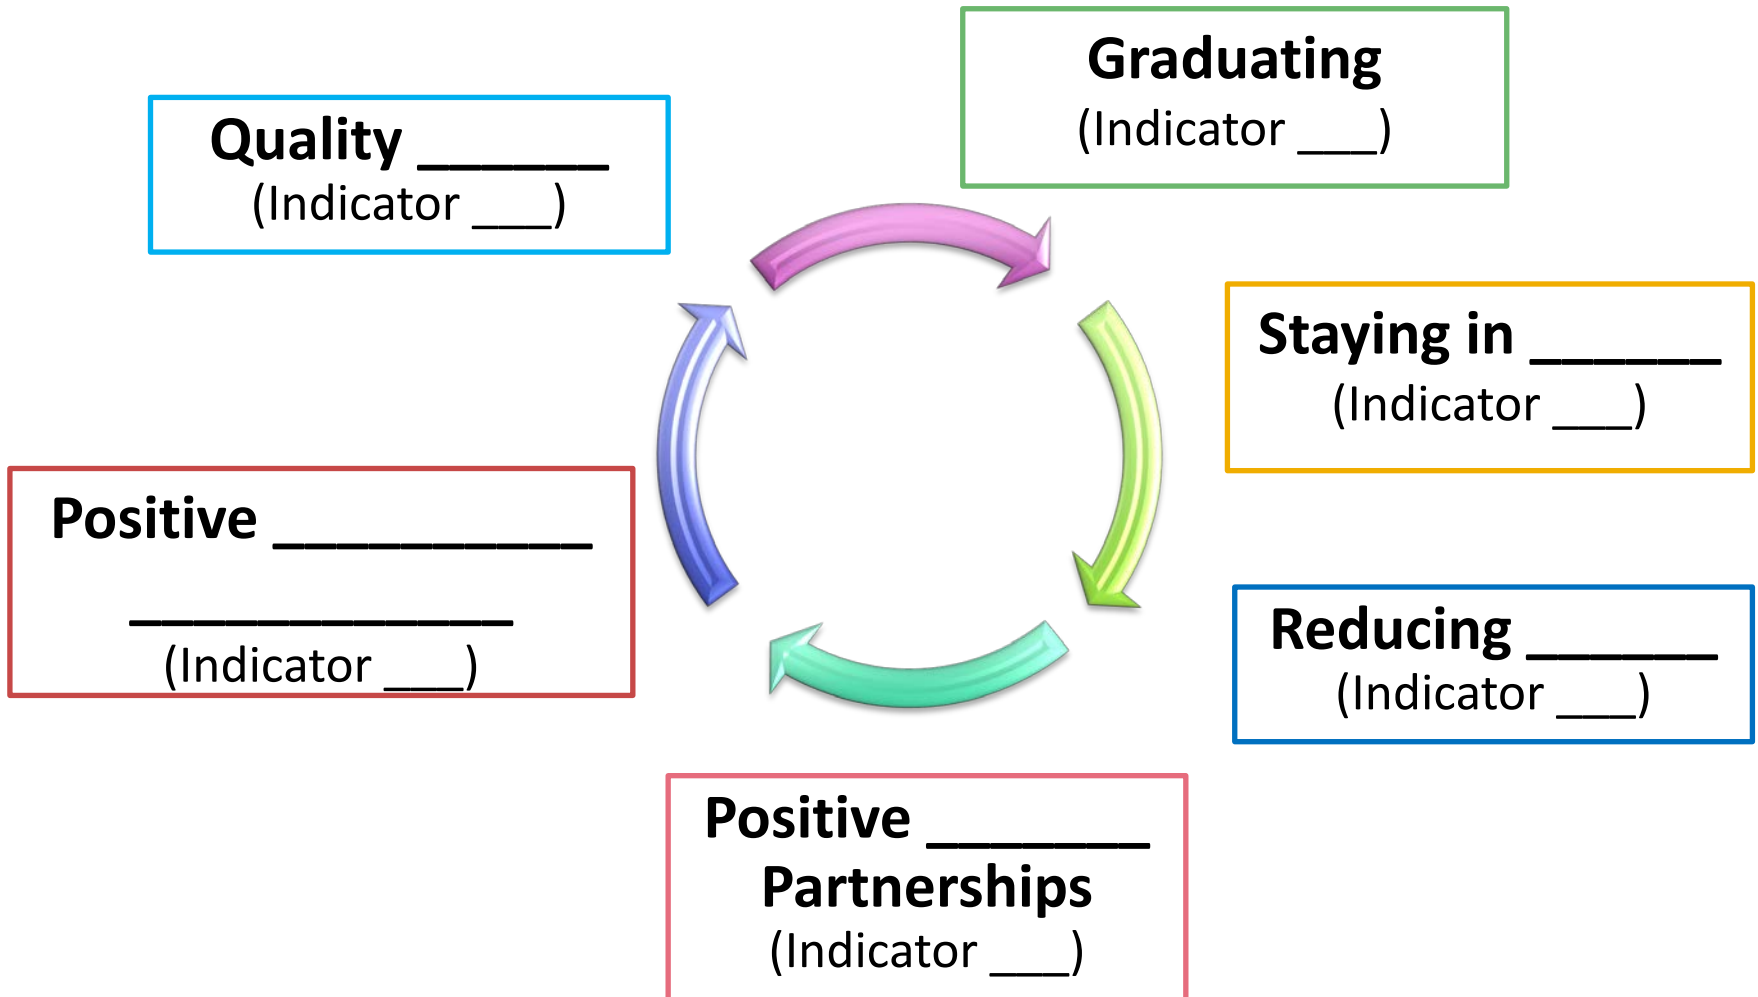 Graduating
(Indicator ___)
Quality ______
(Indicator ___)
Staying in ______
(Indicator ___)
Positive __________
____________
(Indicator ___)
Reducing ______
(Indicator ___)
Positive _______
Partnerships
(Indicator ___)